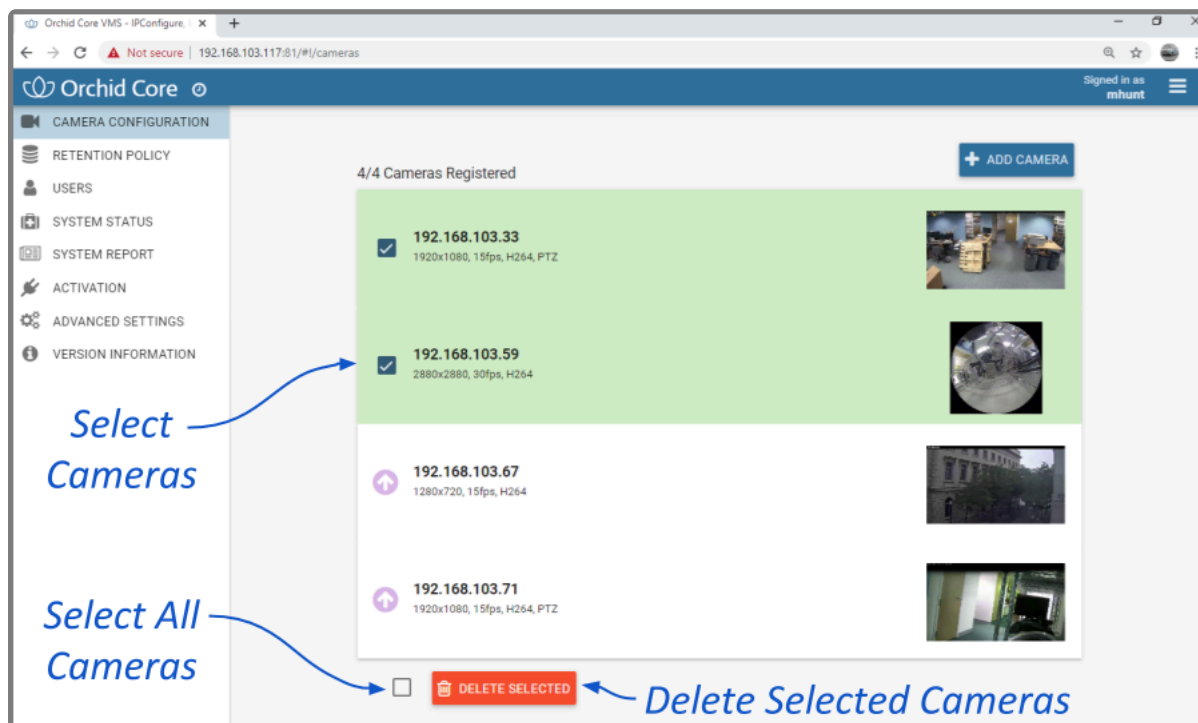 Orchid Core VMS - IPConfigure,
Not secure | 192.168.103.117:81/#!/cameras
Orchid Core
Signed in as
mhunt
CAMERA CONFIGURATION
RETENTION POLICY
USERS
SYSTEM STATUS
SYSTEM REPORT
ACTIVATION
ADVANCED SETTINGS
VERSION INFORMATION
ADD CAMERA
4/4 Cameras Registered
192.168.103.33
1920x1080, 15fps, H264, PTZ
192.168.103.59
2880x2880, 30fps, H264
192.168.103.67
1280x720, 15fps, H264
192.168.103.71
1920x1080, 15fps, H264, PTZ
Select
Cameras
Select All
Cameras
DELETE SELECTED
Delete Selected Cameras